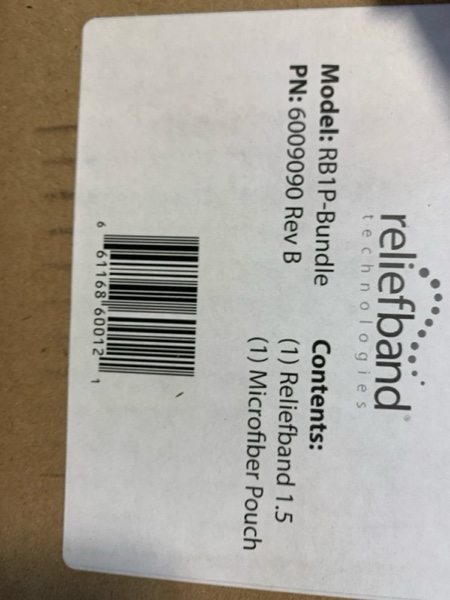 reliefband®
technologies
Model: RB1P-Bundle
PN: 6009090 Rev B
Contents:
(1) Reliefband 1.5
(1) Microfiber Pouch
6 61168 60012 1